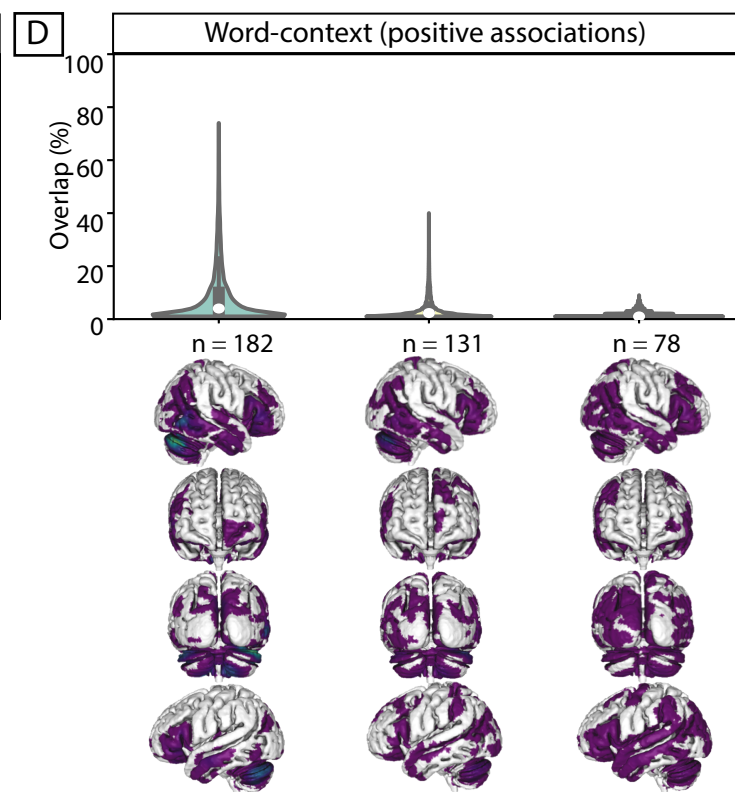 D
Word-context (positive associations)
Overlap (%)
100
80
60
40
20
0
n = 182
n = 131
n = 78